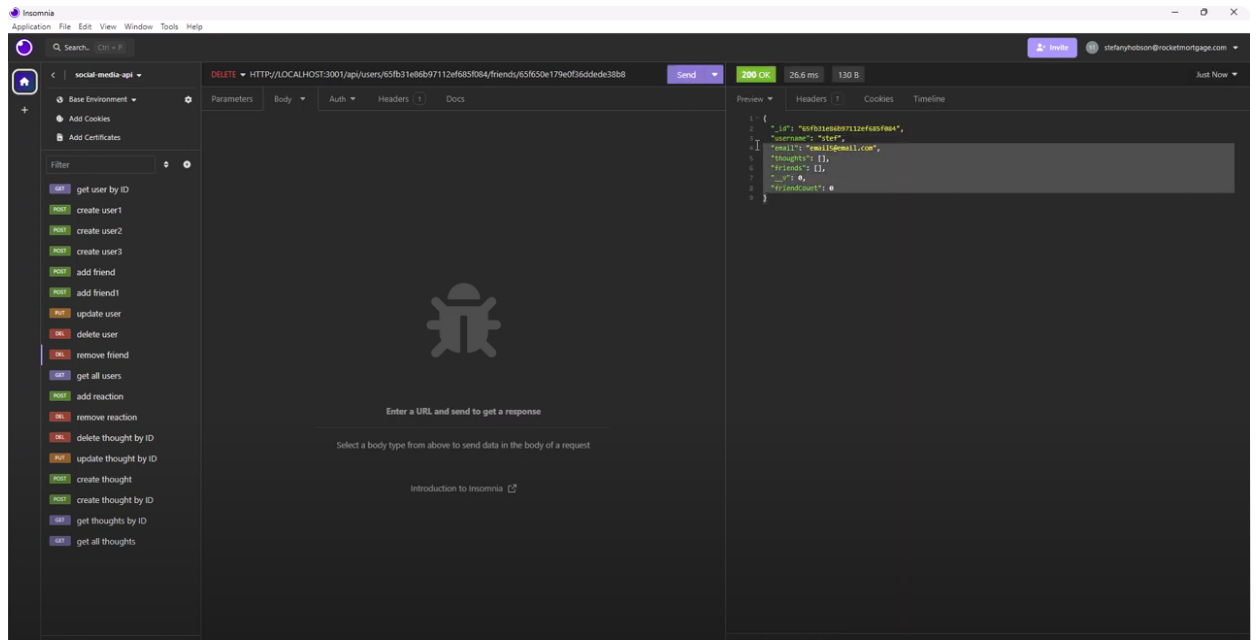 Insomnia
Application File Edit View Window Tools Help
Search.. Ctrl + P
Invite
stefanyhobson@rocketmortgage.com
social-media-api
DELETE HTTP://LOCALHOST:3001/api/users/65fb31e86b97112ef685f084/friends/65f650e179e0f36ddede38b8
Send
200 OK 26.6 ms 130 B
Just Now
Base Environment
Add Cookies
Add Certificates
Parameters Body Auth Headers 1 Docs
Preview Headers 7 Cookies Timeline
Filter
GET get user by ID
POST create user1
POST create user2
POST create user3
POST add friend
POST add friend1
PUT update user
DEL delete user
DEL remove friend
GET get all users
POST add reaction
DEL remove reaction
DEL delete thought by ID
PUT update thought by ID
POST create thought
POST create thought by ID
GET get thoughts by ID
GET get all thoughts
Enter a URL and send to get a response
Select a body type from above to send data in the body of a request
Introduction to Insomnia
1 {
2 "_id": "65fb31e86b97112ef685f084",
3 "username": "stef",
4 "email": "email5@email.com",
5 "thoughts": [],
6 "friends": [],
7 "__v": 0,
8 "friendCount": 0
9 }